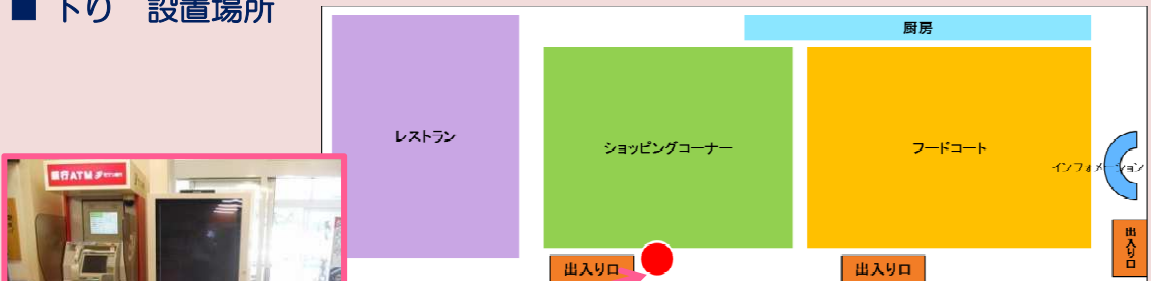 ■ 下り 設置場所
厨房
レストラン
ショッピングコーナー
フードコート
インフォメーション
銀行ATM
出入り口
出入り口
出入り口